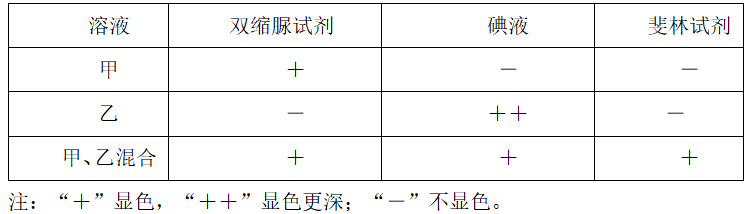 溶液 双缩脲试剂 碘液 斐林试剂
甲 + － －
乙 － ++ －
甲、乙混合 + + +
注：“＋”显色，“＋＋”显色更深；“－”不显色。